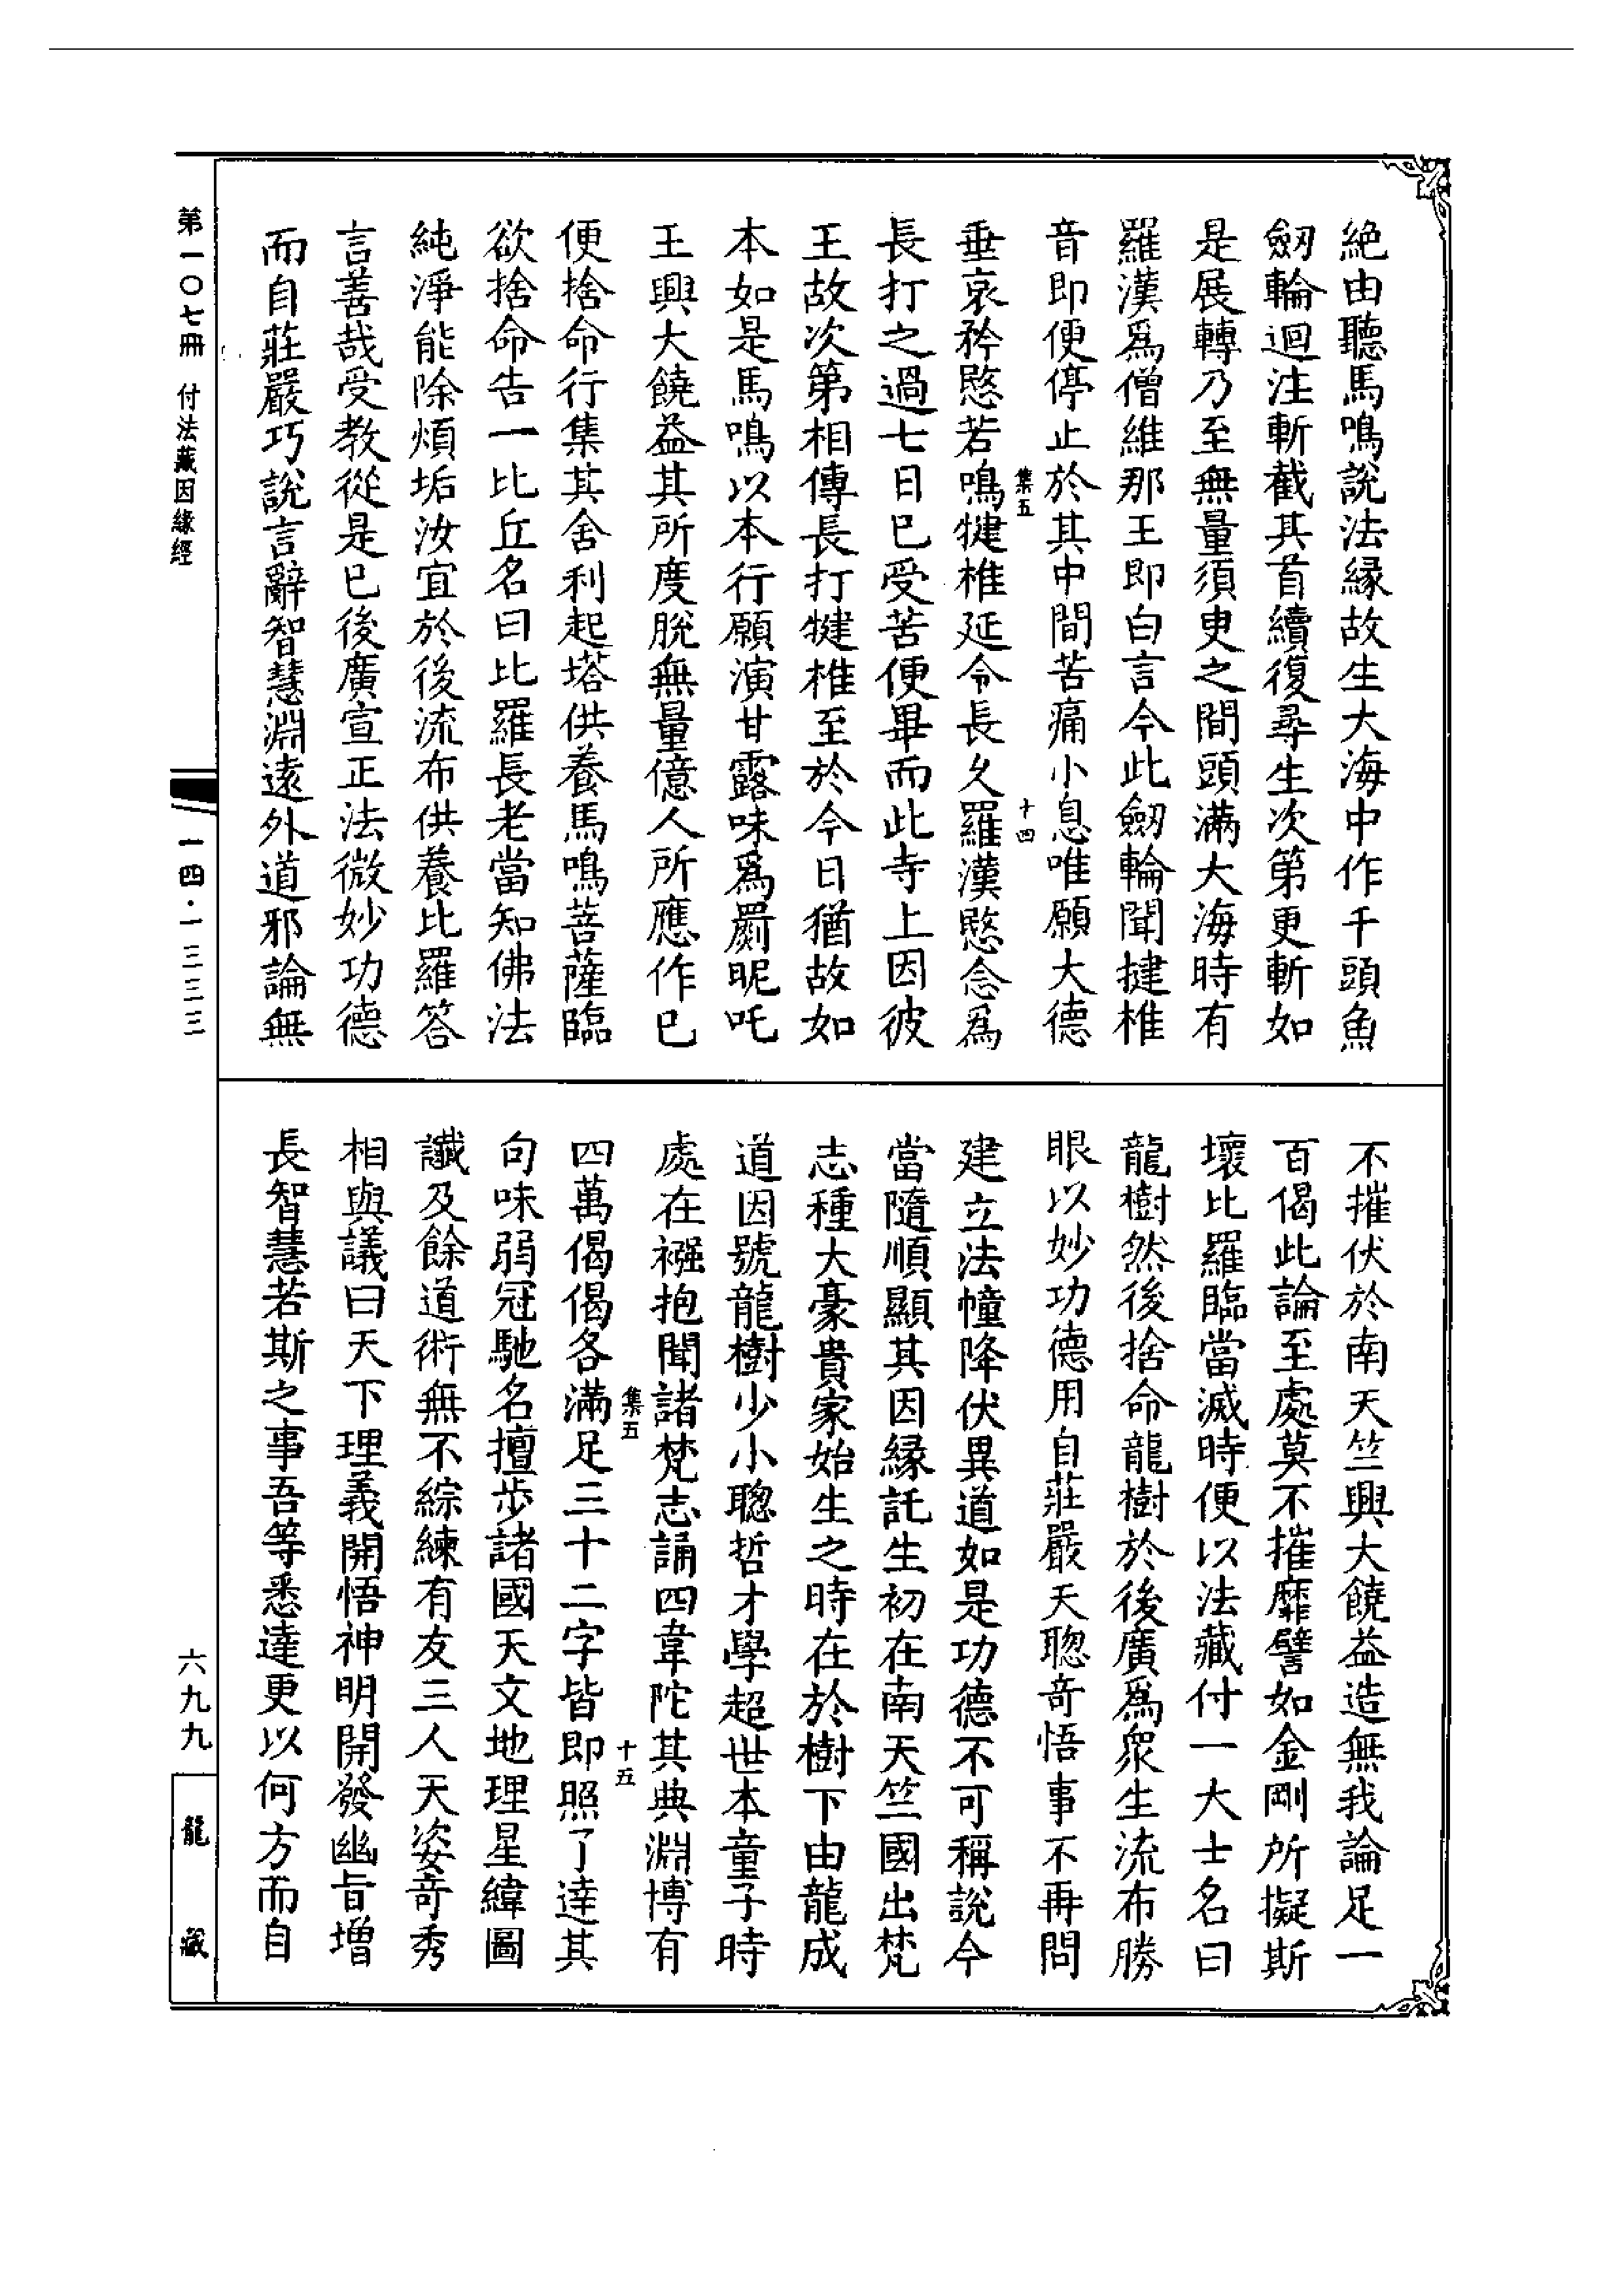 絶由聽馬鳴說法縁故生大海中作千頭魚
劒輪迴注斬截其首續復尋生次第更斬如
是展轉乃至無量須臾之間頭滿大海時有
羅漢爲僧維那王即白言今此劒輪聞揵椎
音即便停止於其中間苦痛小息唯願大德
集五
十四
垂哀矜愍若鳴犍椎延令長久羅漢愍念爲
長打之過七日已受苦便畢而此寺上因彼
王故次第相傳長打犍椎至於今日猶故如
本如是馬鳴以本行願演甘露味爲罽昵吒
王興大饒益其所度脫無量億人所應作已
便捨命行集其舍利起塔供養馬鳴菩薩臨
欲捨命告一比丘名曰比羅長老當知佛法
純淨能除煩垢汝宜於後流布供養比羅答
言善哉受教從是已後廣宣正法微妙功德
而自莊嚴巧說言辭智慧淵遠外道邪論無
不摧伏於南天竺興大饒益造無我論足一
百偈此論至處莫不摧靡譬如金剛所擬斯
壞比羅臨當滅時便以法藏付一大士名曰
龍樹然後捨命龍樹於後廣爲衆生流布勝
眼以妙功德用自莊嚴天聰奇悟事不再問
建立法幢降伏異道如是功德不可稱說今
當隨順顯其因縁託生初在南天竺國出梵
志種大豪貴家始生之時在於樹下由龍成
道因號龍樹少小聰哲才學超世本童子時
處在襁抱聞諸梵志誦四韋陀其典淵博有
集五
十五
四萬偈偈各滿足三十二字皆即照了達其
句味弱冠馳名擅步諸國天文地理星緯圖
讖及餘道術無不綜練有友三人天姿奇秀
相與議曰天下理義開悟神明開發幽旨增
長智慧若斯之事吾等悉達更以何方而自
第一〇七冊 付法藏因緣經
一四·一三三三
六九九
龍藏